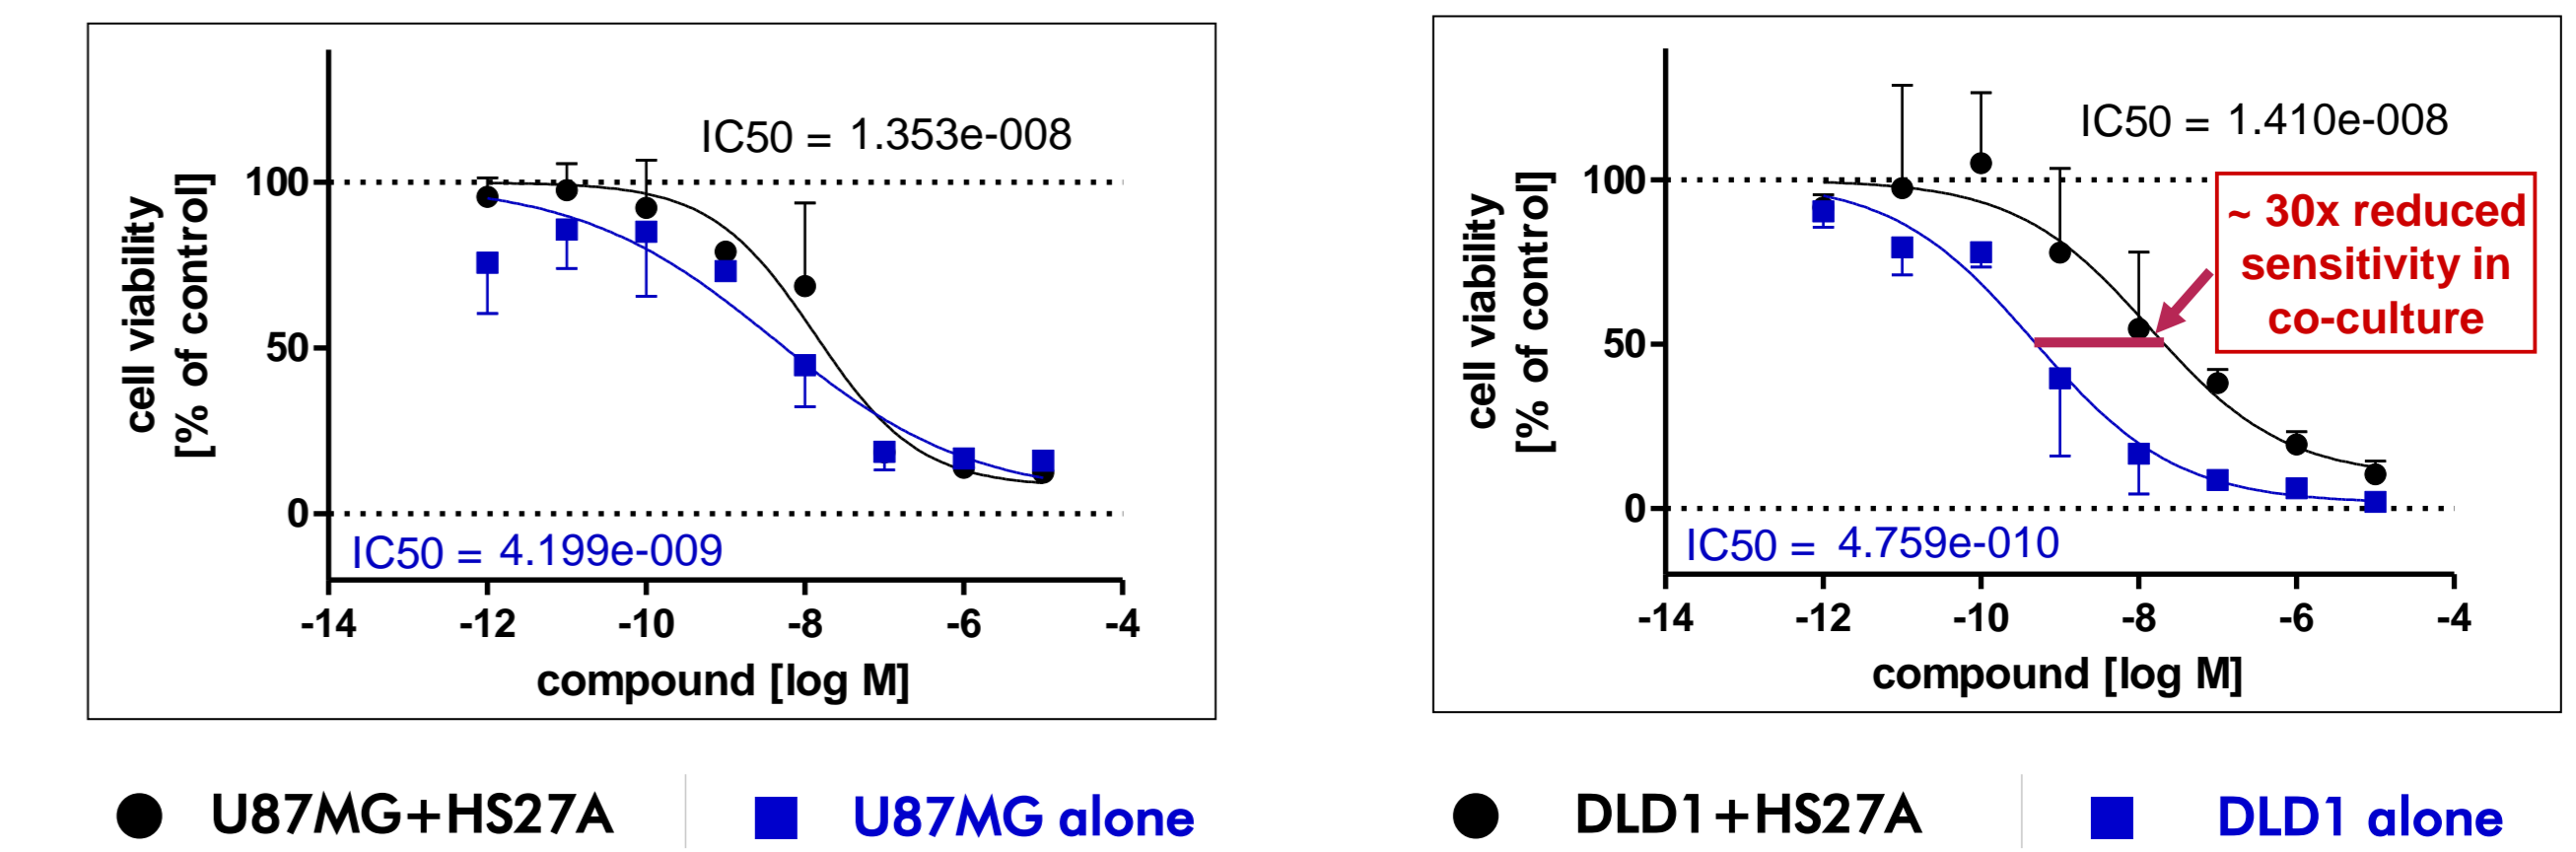 cell viability
[% of control]
100
50
0
IC50 = 1.353e-008
IC50 = 4.199e-009
-14 -12 -10 -8 -6 -4
compound [log M]
U87MG+HS27A
U87MG alone
cell viability
[% of control]
100
50
0
IC50 = 1.410e-008
~ 30x reduced
sensitivity in
co-culture
IC50 = 4.759e-010
-14 -12 -10 -8 -6 -4
compound [log M]
DLD1+HS27A
DLD1 alone